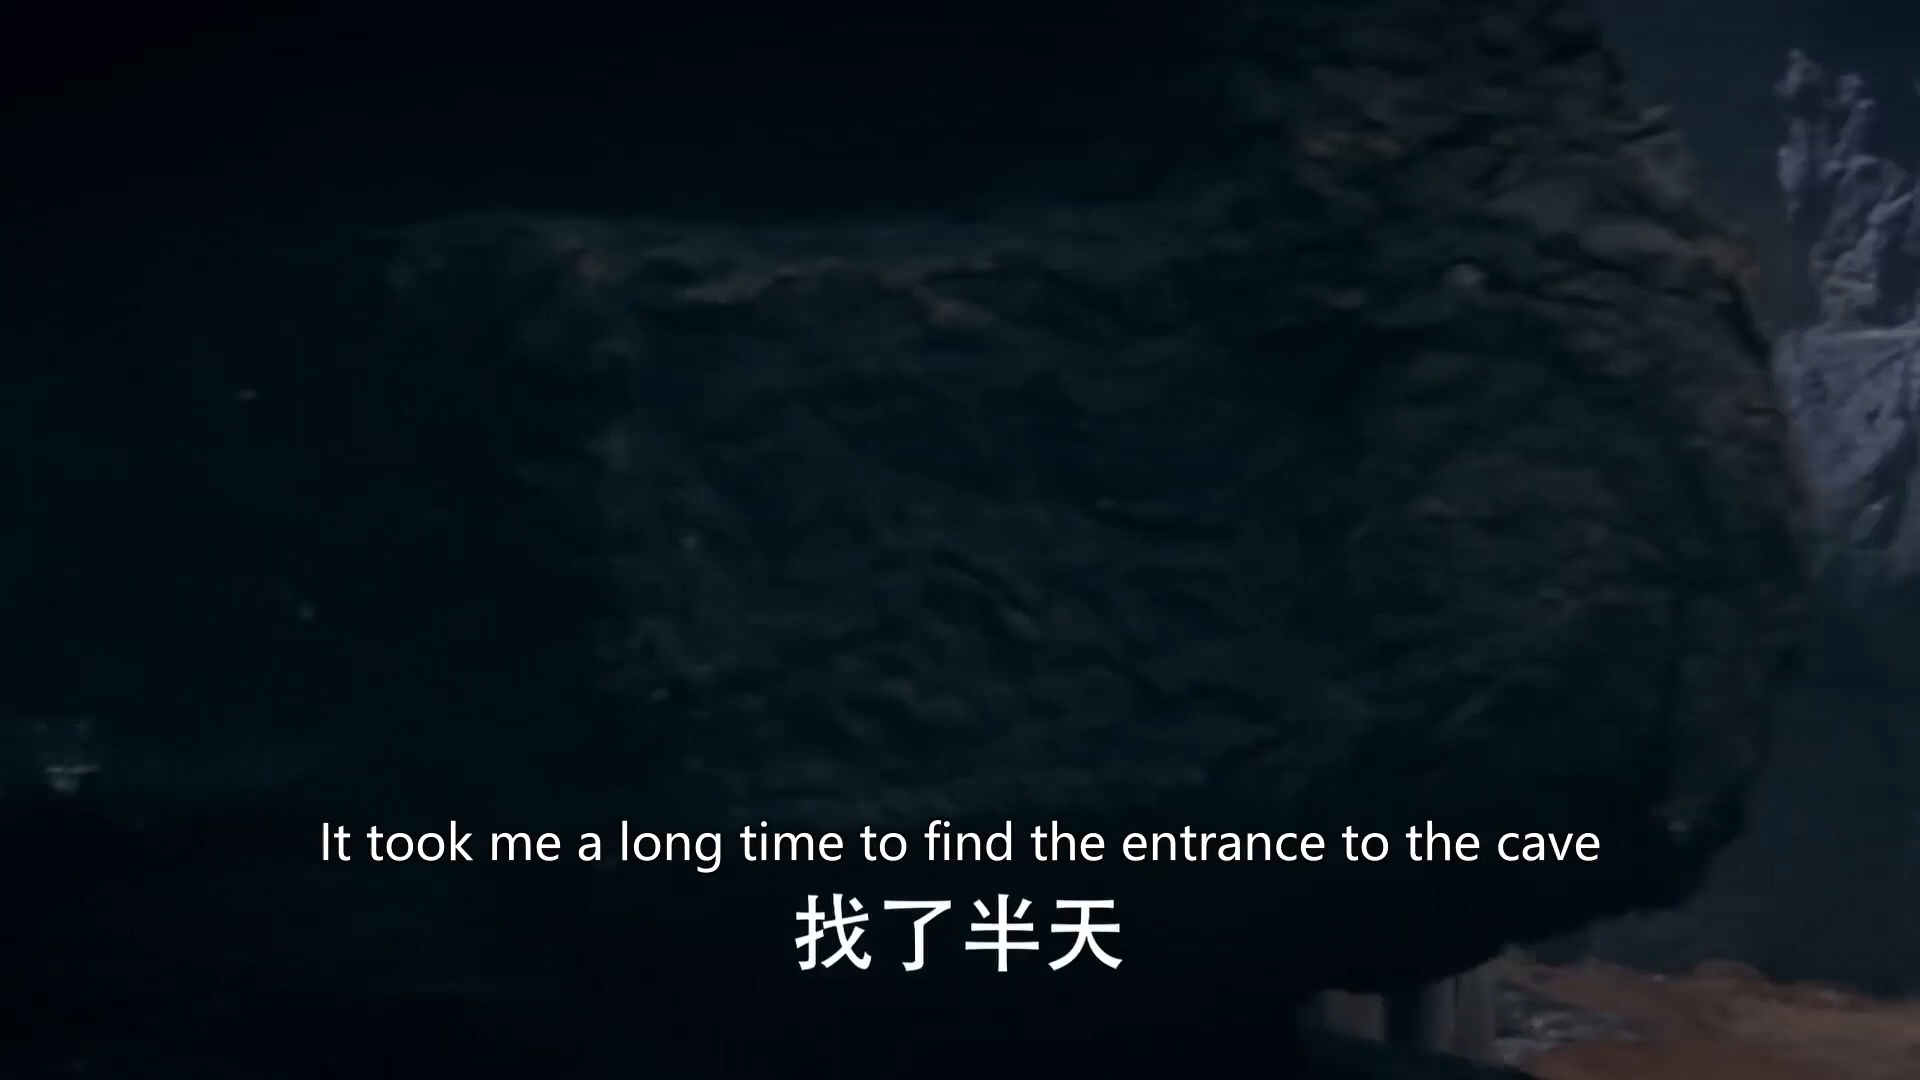 It took me a long time to find the entrance to the cave
找了半天